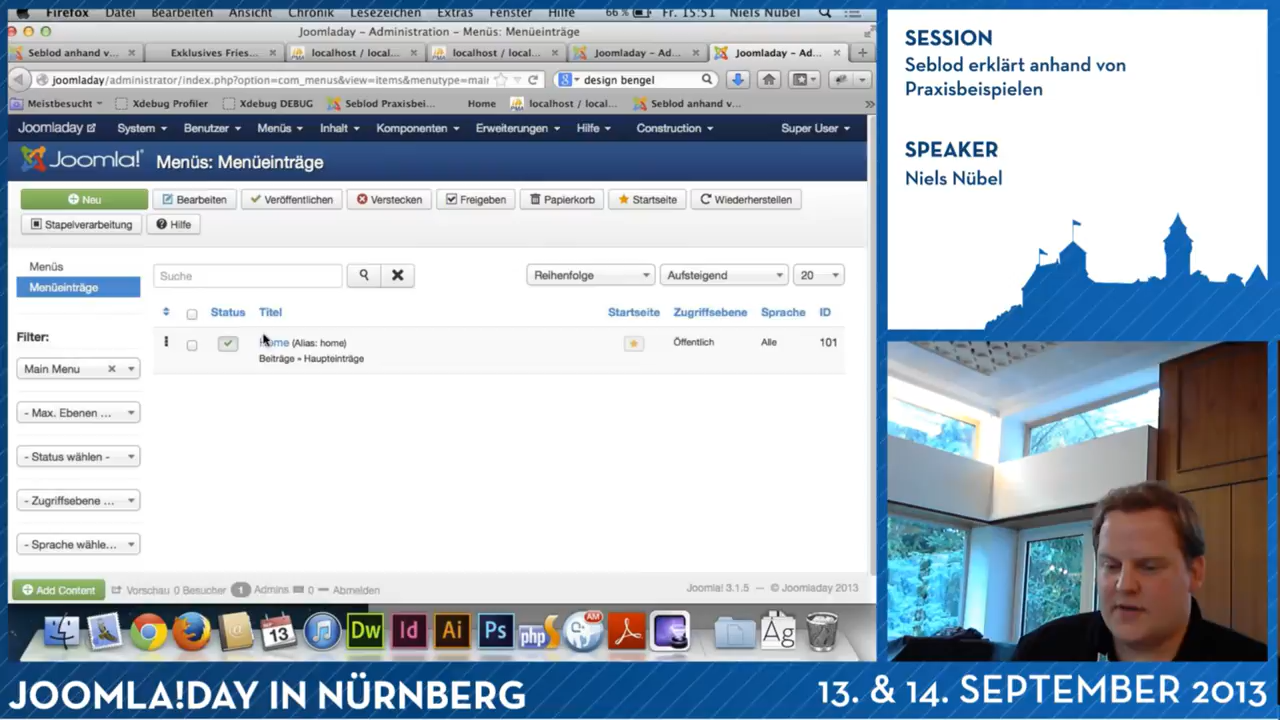 Firefox Datei Bearbeiten Ansicht Chronik Lesezeichen Extras Fenster Hilfe 66 % Fr. 15:51 Niels Nübel
Joomladay - Administration - Menüs: Menüeinträge
Seblod anhand v... Exklusives Fries... localhost / local... localhost / local... Joomladay - Ad... Joomladay - Ad...
joomladay/administrator/index.php?option=com_menus&view=items&menutype=mair design bengel
Meistbesucht Xdebug Profiler Xdebug DEBUG Seblod Praxisbei... Home localhost / local... Seblod anhand v...
Joomladay System Benutzer Menüs Inhalt Komponenten Erweiterungen Hilfe Construction Super User
Joomla! Menüs: Menüeinträge
Neu Bearbeiten Veröffentlichen Verstecken Freigeben Papierkorb Startseite Wiederherstellen
Stapelverarbeitung Hilfe
Menüs
Menüeinträge
Suche Reihenfolge Aufsteigend 20
Status Titel Startseite Zugriffsebene Sprache ID
(Alias: home) Öffentlich Alle 101
Beiträge » Haupteinträge
Filter:
Main Menu
- Max. Ebenen ...
- Status wählen -
- Zugriffsebene ...
- Sprache wähle...
Add Content Vorschau 0 Besucher 1 Admins 0 Abmelden Joomla! 3.1.5 — © Joomladay 2013
13 Dw Id Ai Ps php AM Ag
SESSION
Seblod erklärt anhand von
Praxisbeispielen
SPEAKER
Niels Nübel
JOOMLA!DAY IN NÜRNBERG
13. & 14. SEPTEMBER 2013